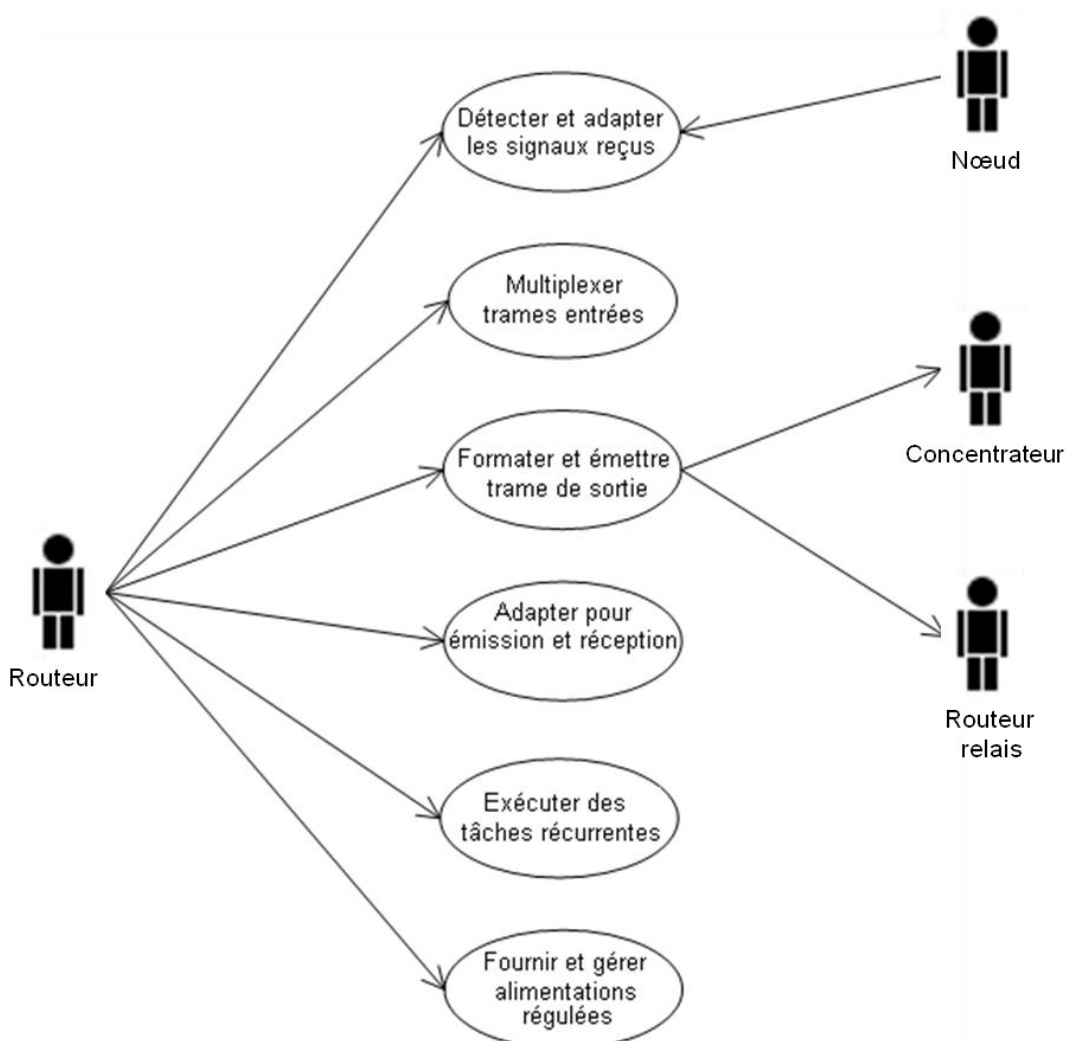 Détecter et adapter
les signaux reçus
Nœud
Multiplexer
trames entrées
Formater et émettre
trame de sortie
Concentrateur
Adapter pour
émission et réception
Routeur
Routeur
relais
Exécuter des
tâches récurrentes
Fournir et gérer
alimentations
régulées